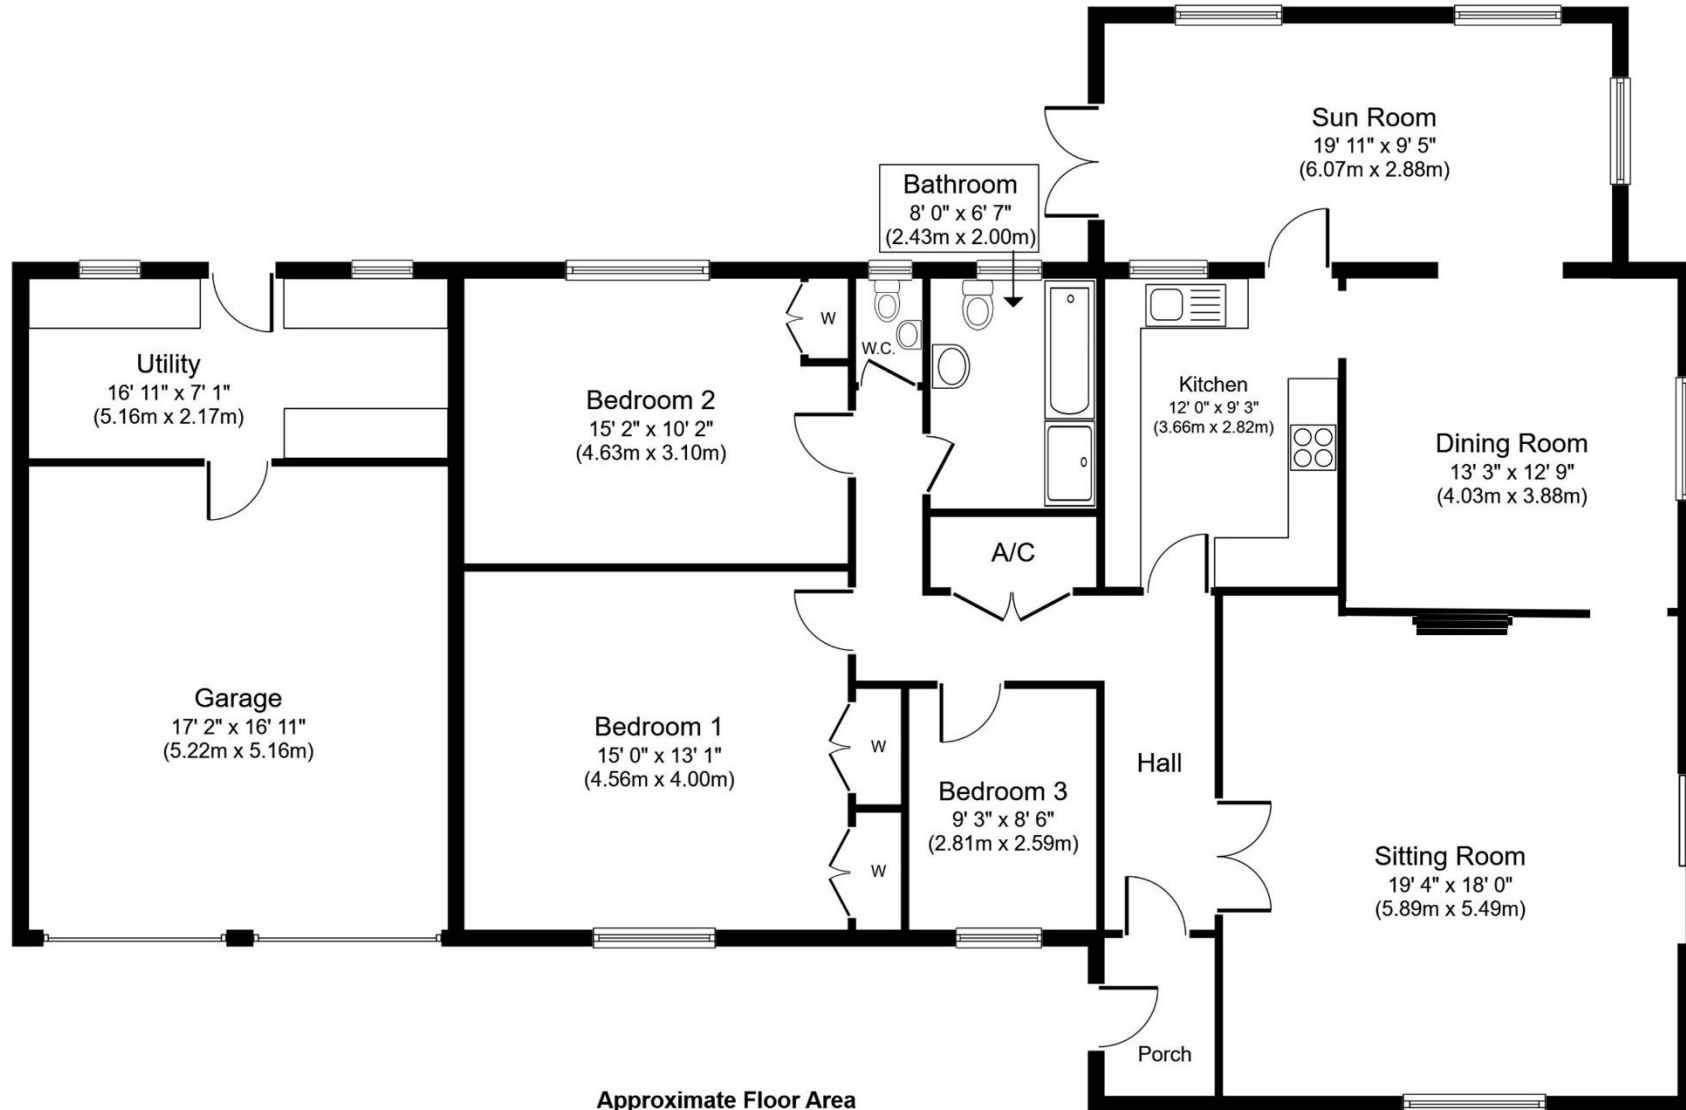 Sun Room
19' 11" x 9' 5"
(6.07m x 2.88m)
Bathroom
8' 0" x 6' 7"
(2.43m x 2.00m)
Utility
16' 11" x 7' 1"
(5.16m x 2.17m)
Bedroom 2
15' 2" x 10' 2"
(4.63m x 3.10m)
W
W.C.
Kitchen
12' 0" x 9' 3"
(3.66m x 2.82m)
Dining Room
13' 3" x 12' 9"
(4.03m x 3.88m)
A/C
Garage
17' 2" x 16' 11"
(5.22m x 5.16m)
Bedroom 1
15' 0" x 13' 1"
(4.56m x 4.00m)
W
W
Bedroom 3
9' 3" x 8' 6"
(2.81m x 2.59m)
Hall
Sitting Room
19' 4" x 18' 0"
(5.89m x 5.49m)
Porch
Approximate Floor Area